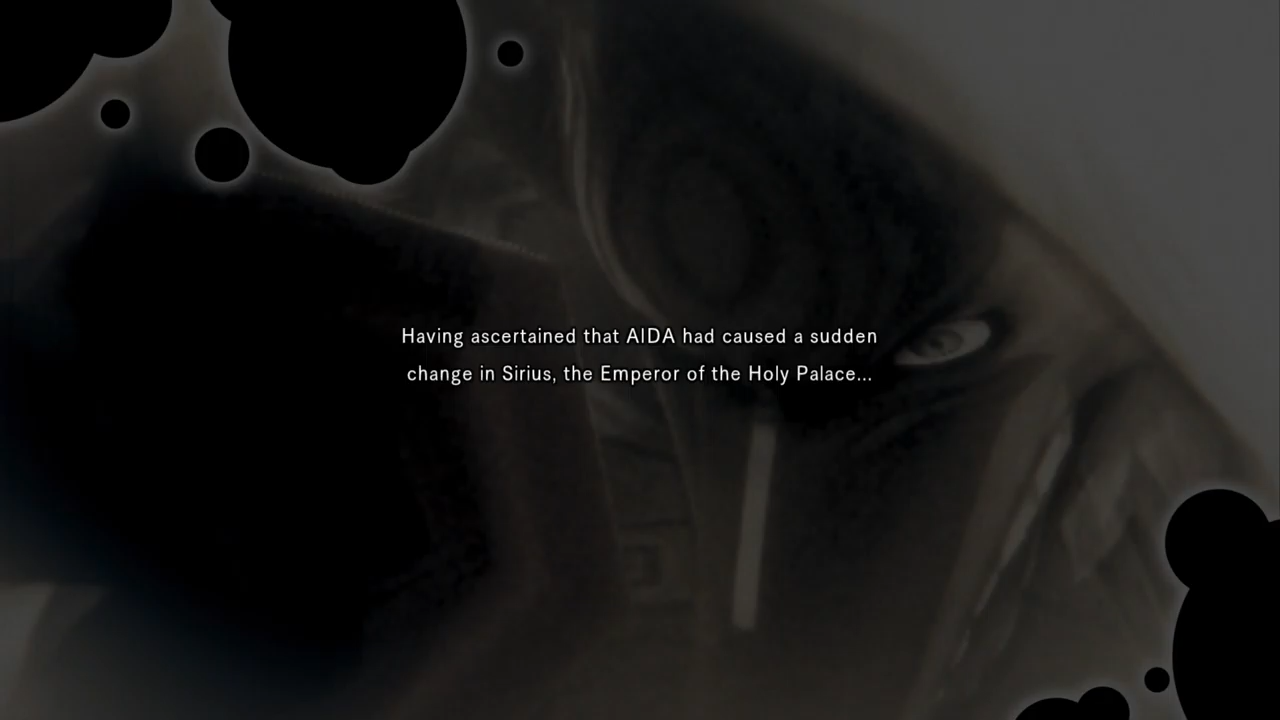 Having ascertained that AIDA had caused a sudden
change in Sirius, the Emperor of the Holy Palace...